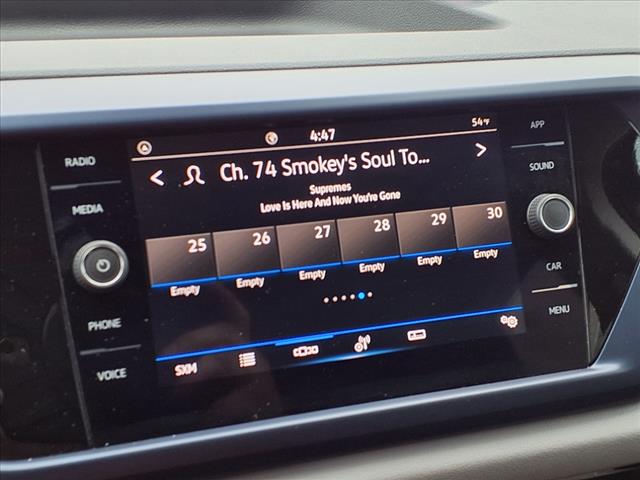 RADIO
MEDIA
PHONE
VOICE
4:47
54°F
Ch. 74 Smokey's Soul To...
Supremes
Love Is Here And Now You're Gone
25 26 27 28 29 30
Empty Empty Empty Empty Empty Empty
SXM
APP
SOUND
CAR
MENU